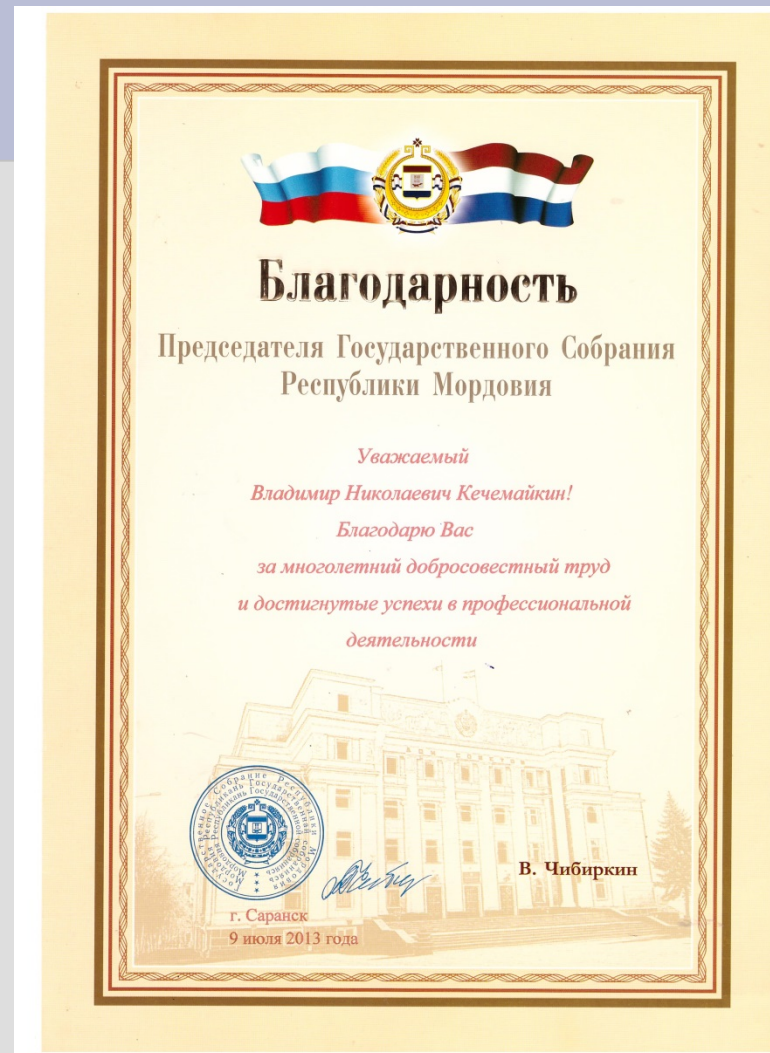 Благодарность
Председателя Государственного Собрания
Республики Мордовия
Уважаемый
Владимир Николаевич Кечемайкин!
Благодарю Вас
за многолетний добросовестный труд
и достигнутые успехи в профессиональной
деятельности
В. Чибиркин
г. Саранск
9 июля 2013 года